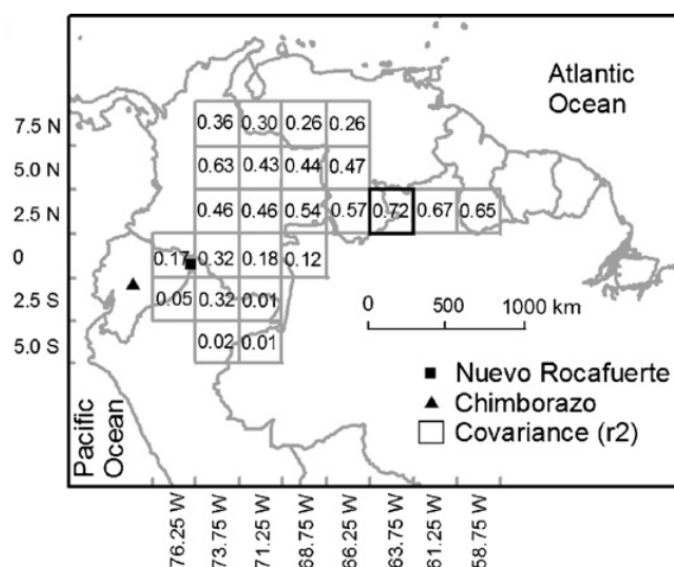 Atlantic
Ocean
7.5 N
0.36 0.30 0.26 0.26
5.0 N
0.63 0.43 0.44 0.47
2.5 N
0.46 0.46 0.54 0.57 0.72 0.67 0.65
0
0.17 0.32 0.18 0.12
2.5 S
0.05 0.32 0.01
0 500 1000 km
5.0 S
0.02 0.01
Nuevo Rocafuerte
Chimborazo
Covariance (r2)
Pacific
Ocean
76.25 W
73.75 W
71.25 W
68.75 W
66.25 W
63.75 W
61.25 W
58.75 W